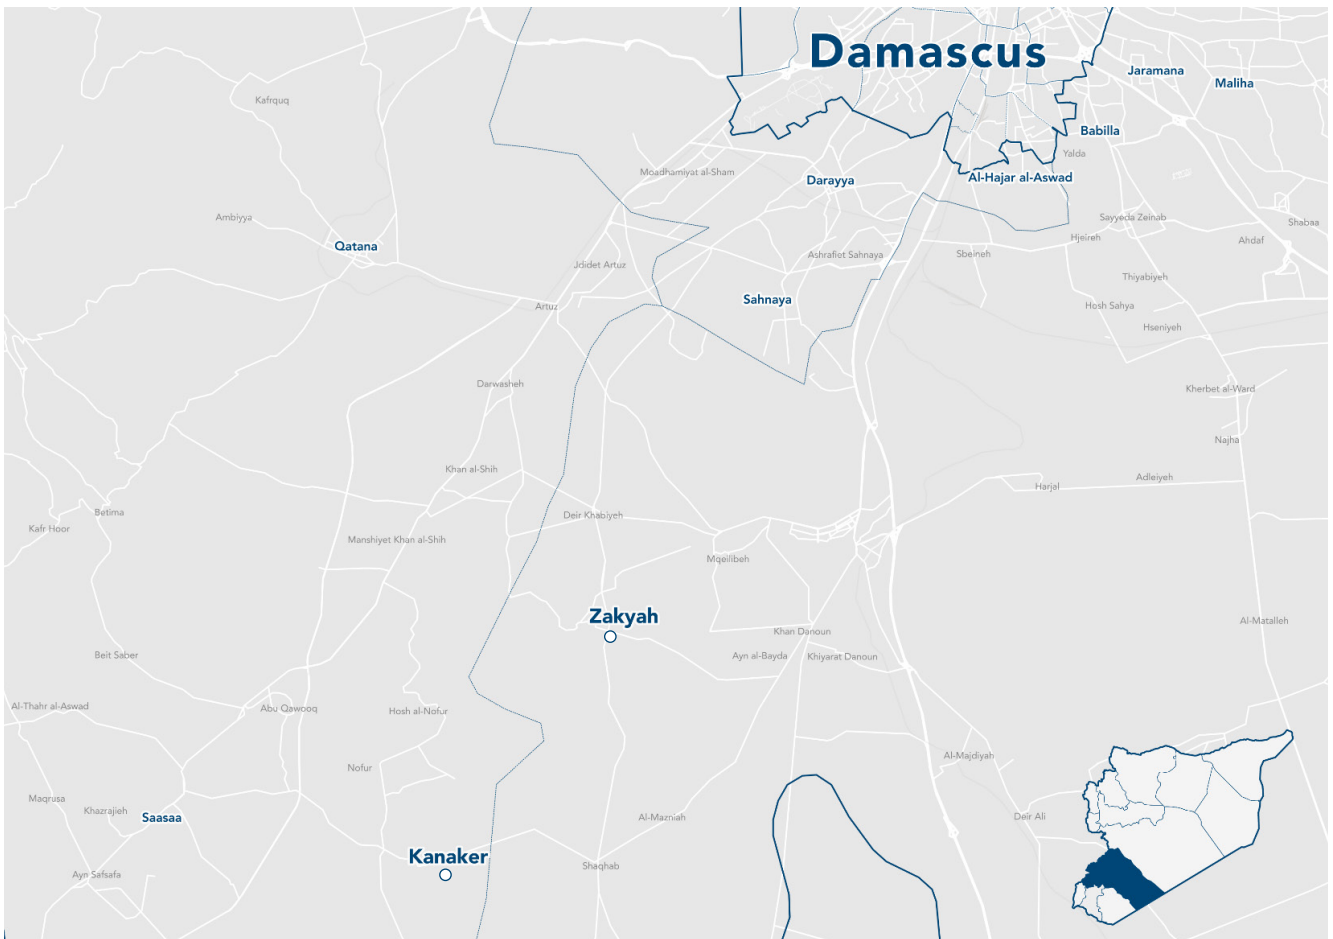 Damascus
Jaramana
Maliha
Kafrquq
Babilla
Yalda
Moadhamiyat al-Sham
Darayya
Al-Hajar al-Aswad
Ambiyya
Sayyeda Zeinab
Shabaa
Qatana
Hjeireh
Ahdaf
Jdidet Artuz
Ashrafiet Sahnaya
Sbeineh
Thiyabiyeh
Sahnaya
Artuz
Hosh Sahya
Hseniyeh
Darwasheh
Kherbet al-Ward
Najha
Khan al-Shih
Adleiyeh
Harjal
Betima
Deir Khabiyeh
Kafr Hoor
Manshiyet Khan al-Shih
Mqeilibeh
Zakyah
Al-Matalleh
Khan Danoun
Beit Saber
Ayn al-Bayda
Khiyarat Danoun
Al-Thahr al-Aswad
Abu Qawooq
Hosh al-Nofur
Al-Majdiyah
Nofur
Maqrusa
Khazrajieh
Saasaa
Al-Mazniah
Deir Ali
Kanaker
Shaqhab
Ayn Safsafa